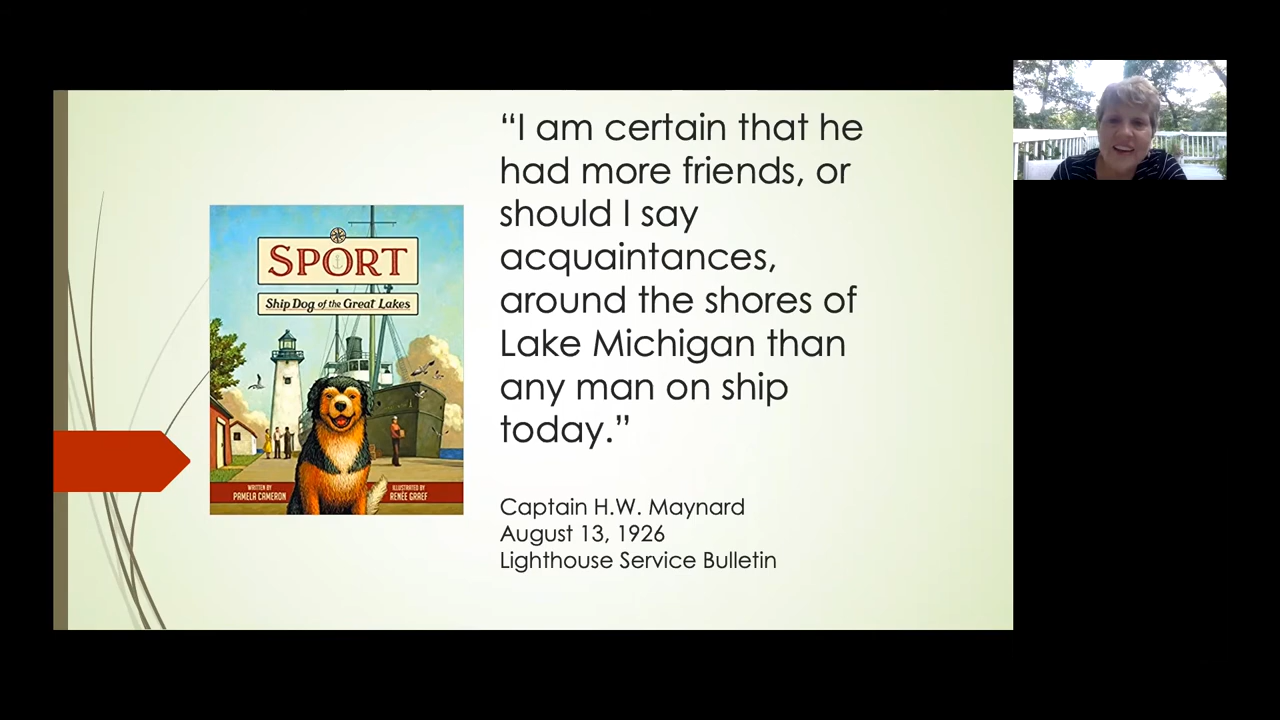 SPORT
Ship Dog of the Great Lakes
WRITTEN BY
PAMELA CAMERON
ILLUSTRATED BY
RENÉE GRAEF
“I am certain that he
had more friends, or
should I say
acquaintances,
around the shores of
Lake Michigan than
any man on ship
today.”
Captain H.W. Maynard
August 13, 1926
Lighthouse Service Bulletin